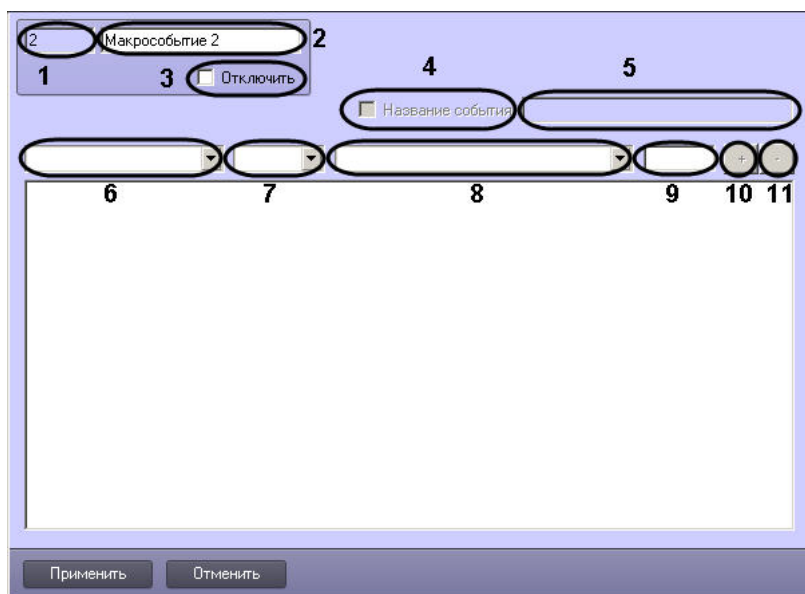 2 Макрособытие 2 2
1 3 Отключить
4 5
Название события
+ -
6 7 8 9 10 11
Применить Отменить